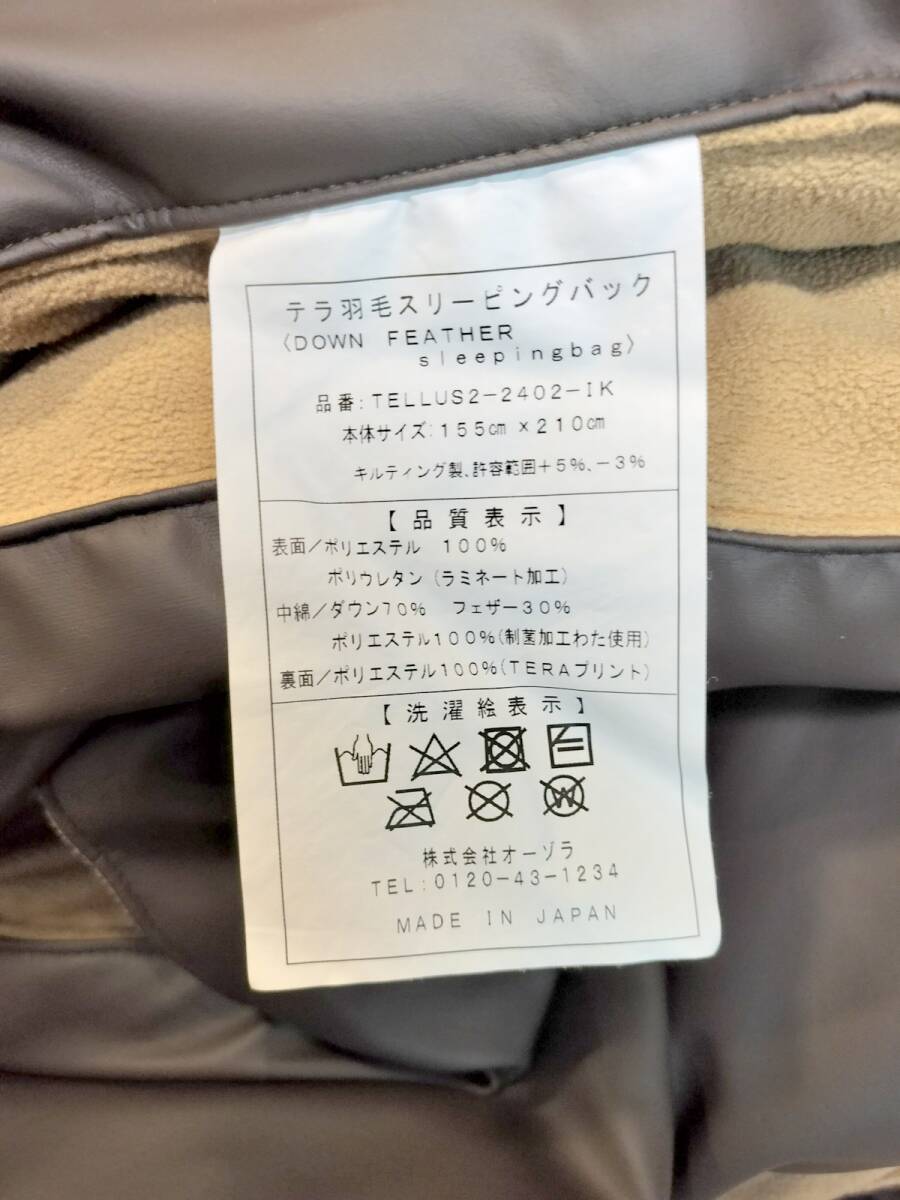 テラ羽毛スリーピングバック
〈DOWN FEATHER
sleepingbag〉
品番:TELLUS2-2402-IK
本体サイズ:155㎝×210㎝
キルティング製、許容範囲+5%、-3%
【品質表示】
表面/ポリエステル 100%
ポリウレタン(ラミネート加工)
中綿/ダウン70% フェザー30%
ポリエステル100%(制菌加工わた使用)
裏面/ポリエステル100%(TERAプリント)
【洗濯絵表示】
W
株式会社オーゾラ
TEL:0120-43-1234
MADE IN JAPAN